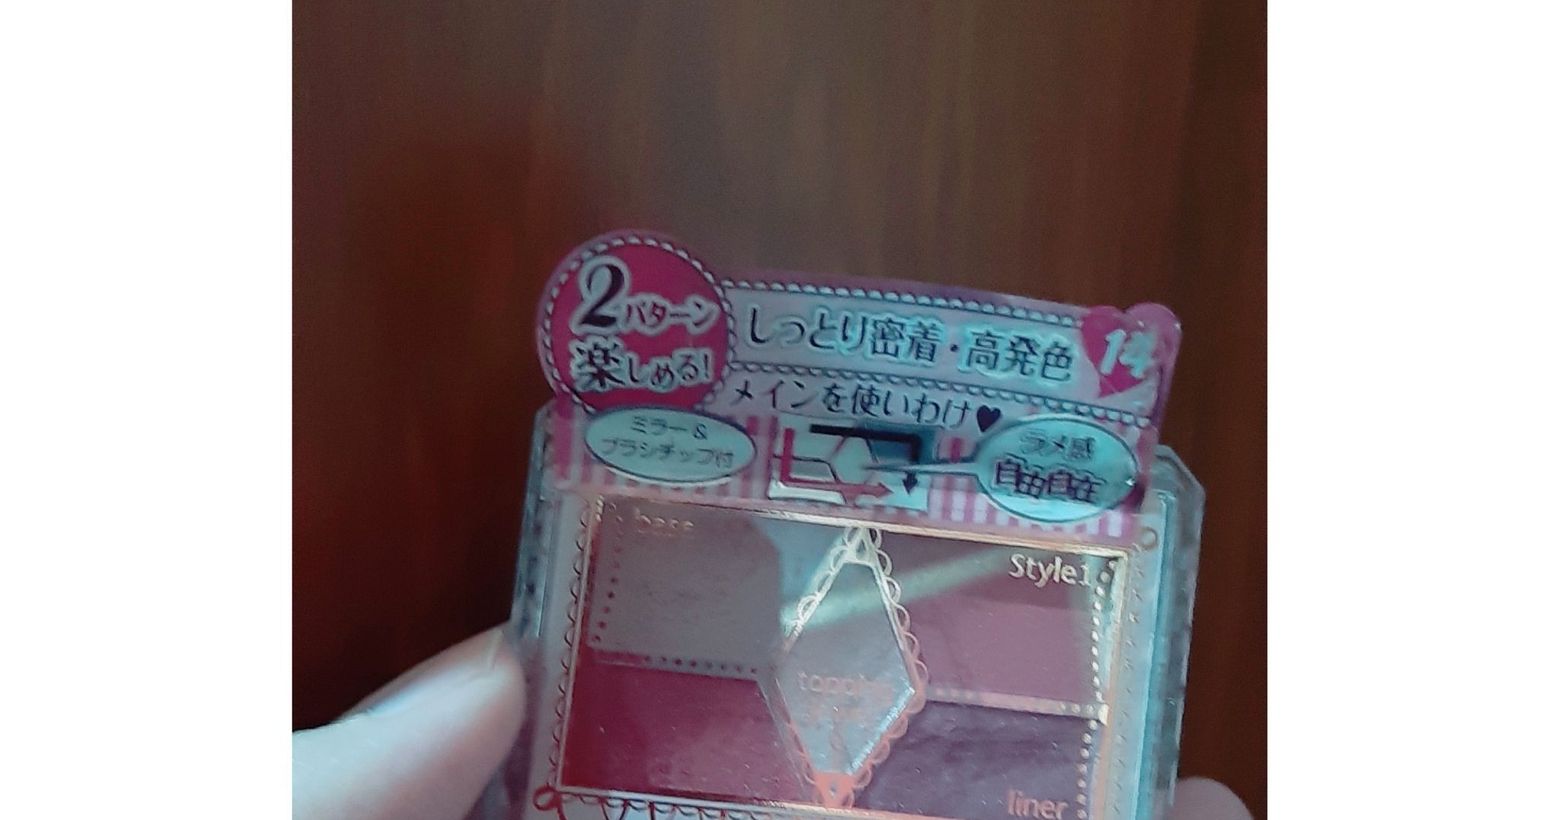 2パターン
楽しめる!
しっとり密着・高発色
14
メインを使いわけ♥
ミラー&
ブラシチップ付
ラメ感
自由自在
base
Style1
liner